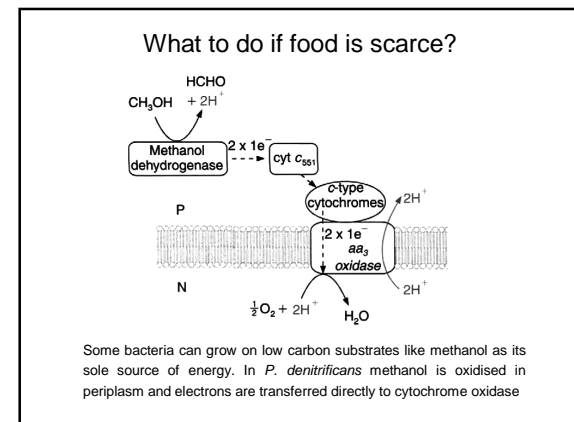 What to do if food is scarce?
HCHO
CH₃OH + 2H⁺
Methanol
dehydrogenase
2 x 1e⁻
cyt c₅₅₁
c-type
cytochromes
2H⁺
P
2 x 1e⁻
aa₃
oxidase
N
2H⁺
½O₂ + 2H⁺
H₂O
Some bacteria can grow on low carbon substrates like methanol as its
sole source of energy. In P. denitrificans methanol is oxidised in
periplasm and electrons are transferred directly to cytochrome oxidase